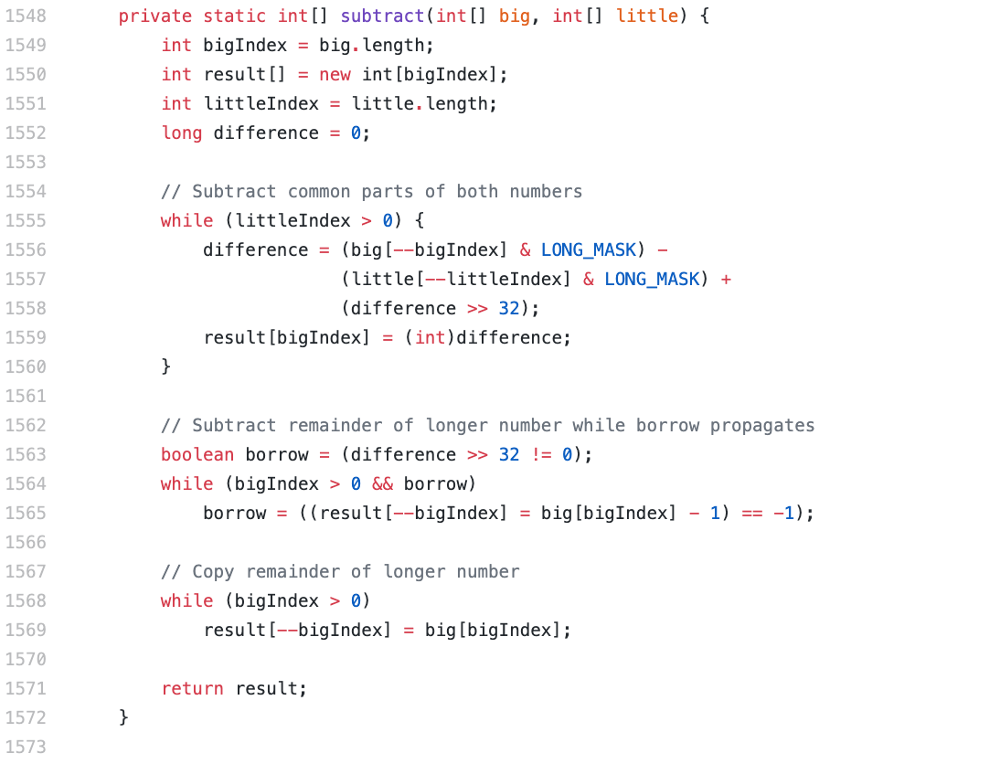 1548 private static int[] subtract(int[] big, int[] little) {
1549 int bigIndex = big.length;
1550 int result[] = new int[bigIndex];
1551 int littleIndex = little.length;
1552 long difference = 0;
1553
1554 // Subtract common parts of both numbers
1555 while (littleIndex > 0) {
1556 difference = (big[--bigIndex] & LONG_MASK) -
1557 (little[--littleIndex] & LONG_MASK) +
1558 (difference >> 32);
1559 result[bigIndex] = (int)difference;
1560 }
1561
1562 // Subtract remainder of longer number while borrow propagates
1563 boolean borrow = (difference >> 32 != 0);
1564 while (bigIndex > 0 && borrow)
1565 borrow = ((result[--bigIndex] = big[bigIndex] - 1) == -1);
1566
1567 // Copy remainder of longer number
1568 while (bigIndex > 0)
1569 result[--bigIndex] = big[bigIndex];
1570
1571 return result;
1572 }
1573